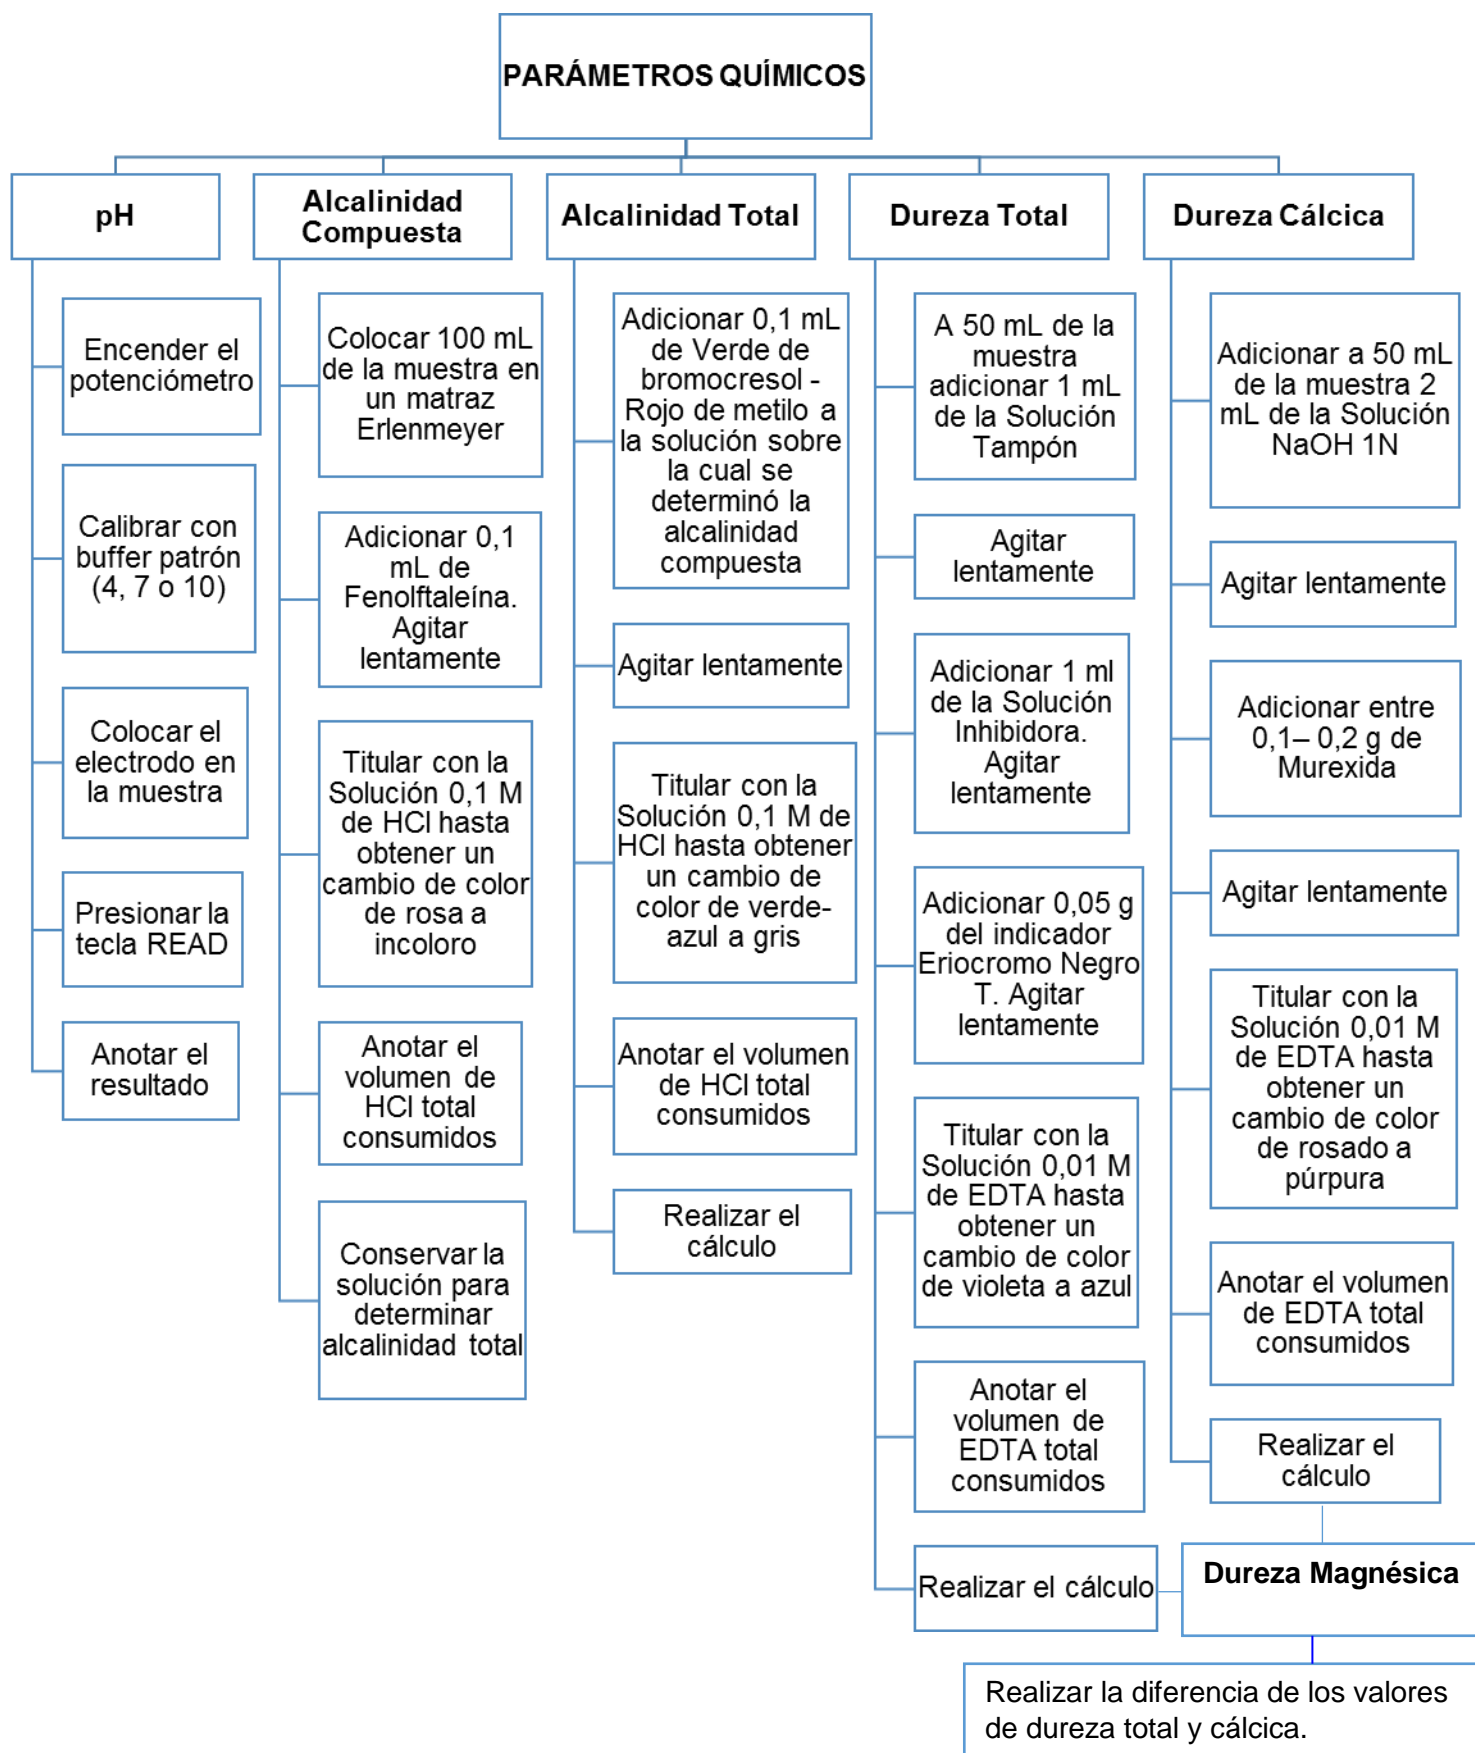 PARÁMETROS QUÍMICOS
pH
Encender el
potenciómetro
Calibrar con
buffer patrón
(4, 7 o 10)
Colocar el
electrodo en
la muestra
Presionar la
tecla READ
Anotar el
resultado
Alcalinidad
Compuesta
Colocar 100 mL
de la muestra en
un matraz
Erlenmeyer
Adicionar 0,1
mL de
Fenolftaleína.
Agitar
lentamente
Titular con la
Solución 0,1 M
de HCl hasta
obtener un
cambio de color
de rosa a
incoloro
Anotar el
volumen de
HCl total
consumidos
Conservar la
solución para
determinar
alcalinidad total
Alcalinidad Total
Adicionar 0,1 mL
de Verde de
bromocresol -
Rojo de metilo a
la solución sobre
la cual se
determinó la
alcalinidad
compuesta
Agitar lentamente
Titular con la
Solución 0,1 M de
HCl hasta obtener
un cambio de
color de verde-
azul a gris
Anotar el volumen
de HCl total
consumidos
Realizar el
cálculo
Dureza Total
A 50 mL de la
muestra
adicionar 1 mL
de la Solución
Tampón
Agitar
lentamente
Adicionar 1 ml
de la Solución
Inhibidora.
Agitar
lentamente
Adicionar 0,05 g
del indicador
Eriocromo Negro
T. Agitar
lentamente
Titular con la
Solución 0,01 M
de EDTA hasta
obtener un
cambio de color
de violeta a azul
Anotar el
volumen de
EDTA total
consumidos
Realizar el cálculo
Dureza Cálcica
Adicionar a 50 mL
de la muestra 2
mL de la Solución
NaOH 1N
Agitar lentamente
Adicionar entre
0,1– 0,2 g de
Murexida
Agitar lentamente
Titular con la
Solución 0,01 M
de EDTA hasta
obtener un
cambio de color
de rosado a
púrpura
Anotar el volumen
de EDTA total
consumidos
Realizar el
cálculo
Dureza Magnésica
Realizar la diferencia de los valores
de dureza total y cálcica.